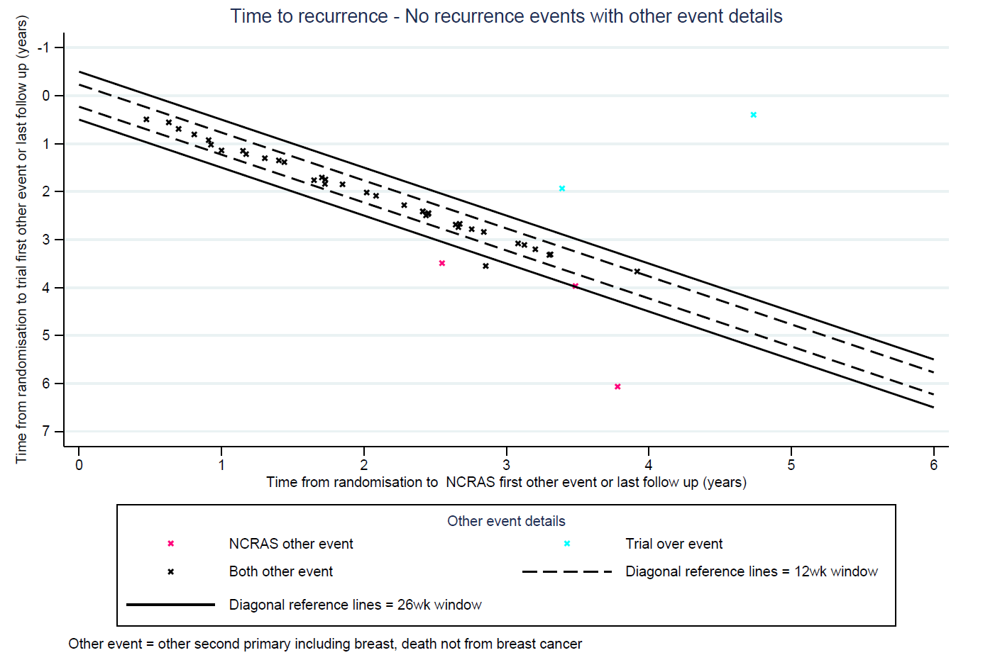 Time to recurrence - No recurrence events with other event details
Time from randomisation to trial first other event or last follow up (years)
-1
0
1
2
3
4
5
6
7
0 1 2 3 4 5 6
Time from randomisation to  NCRAS first other event or last follow up (years)
Other event details
NCRAS other event
Trial over event
Both other event
Diagonal reference lines = 12wk window
Diagonal reference lines = 26wk window
Other event = other second primary including breast, death not from breast cancer